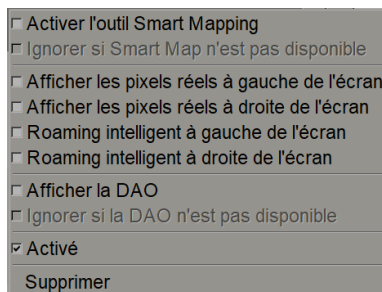 Activer l'outil Smart Mapping
Ignorer si Smart Map n'est pas disponible
Afficher les pixels réels à gauche de l'écran
Afficher les pixels réels à droite de l'écran
Roaming intelligent à gauche de l'écran
Roaming intelligent à droite de l'écran
Afficher la DAO
Ignorer si la DAO n'est pas disponible
Activé
Supprimer